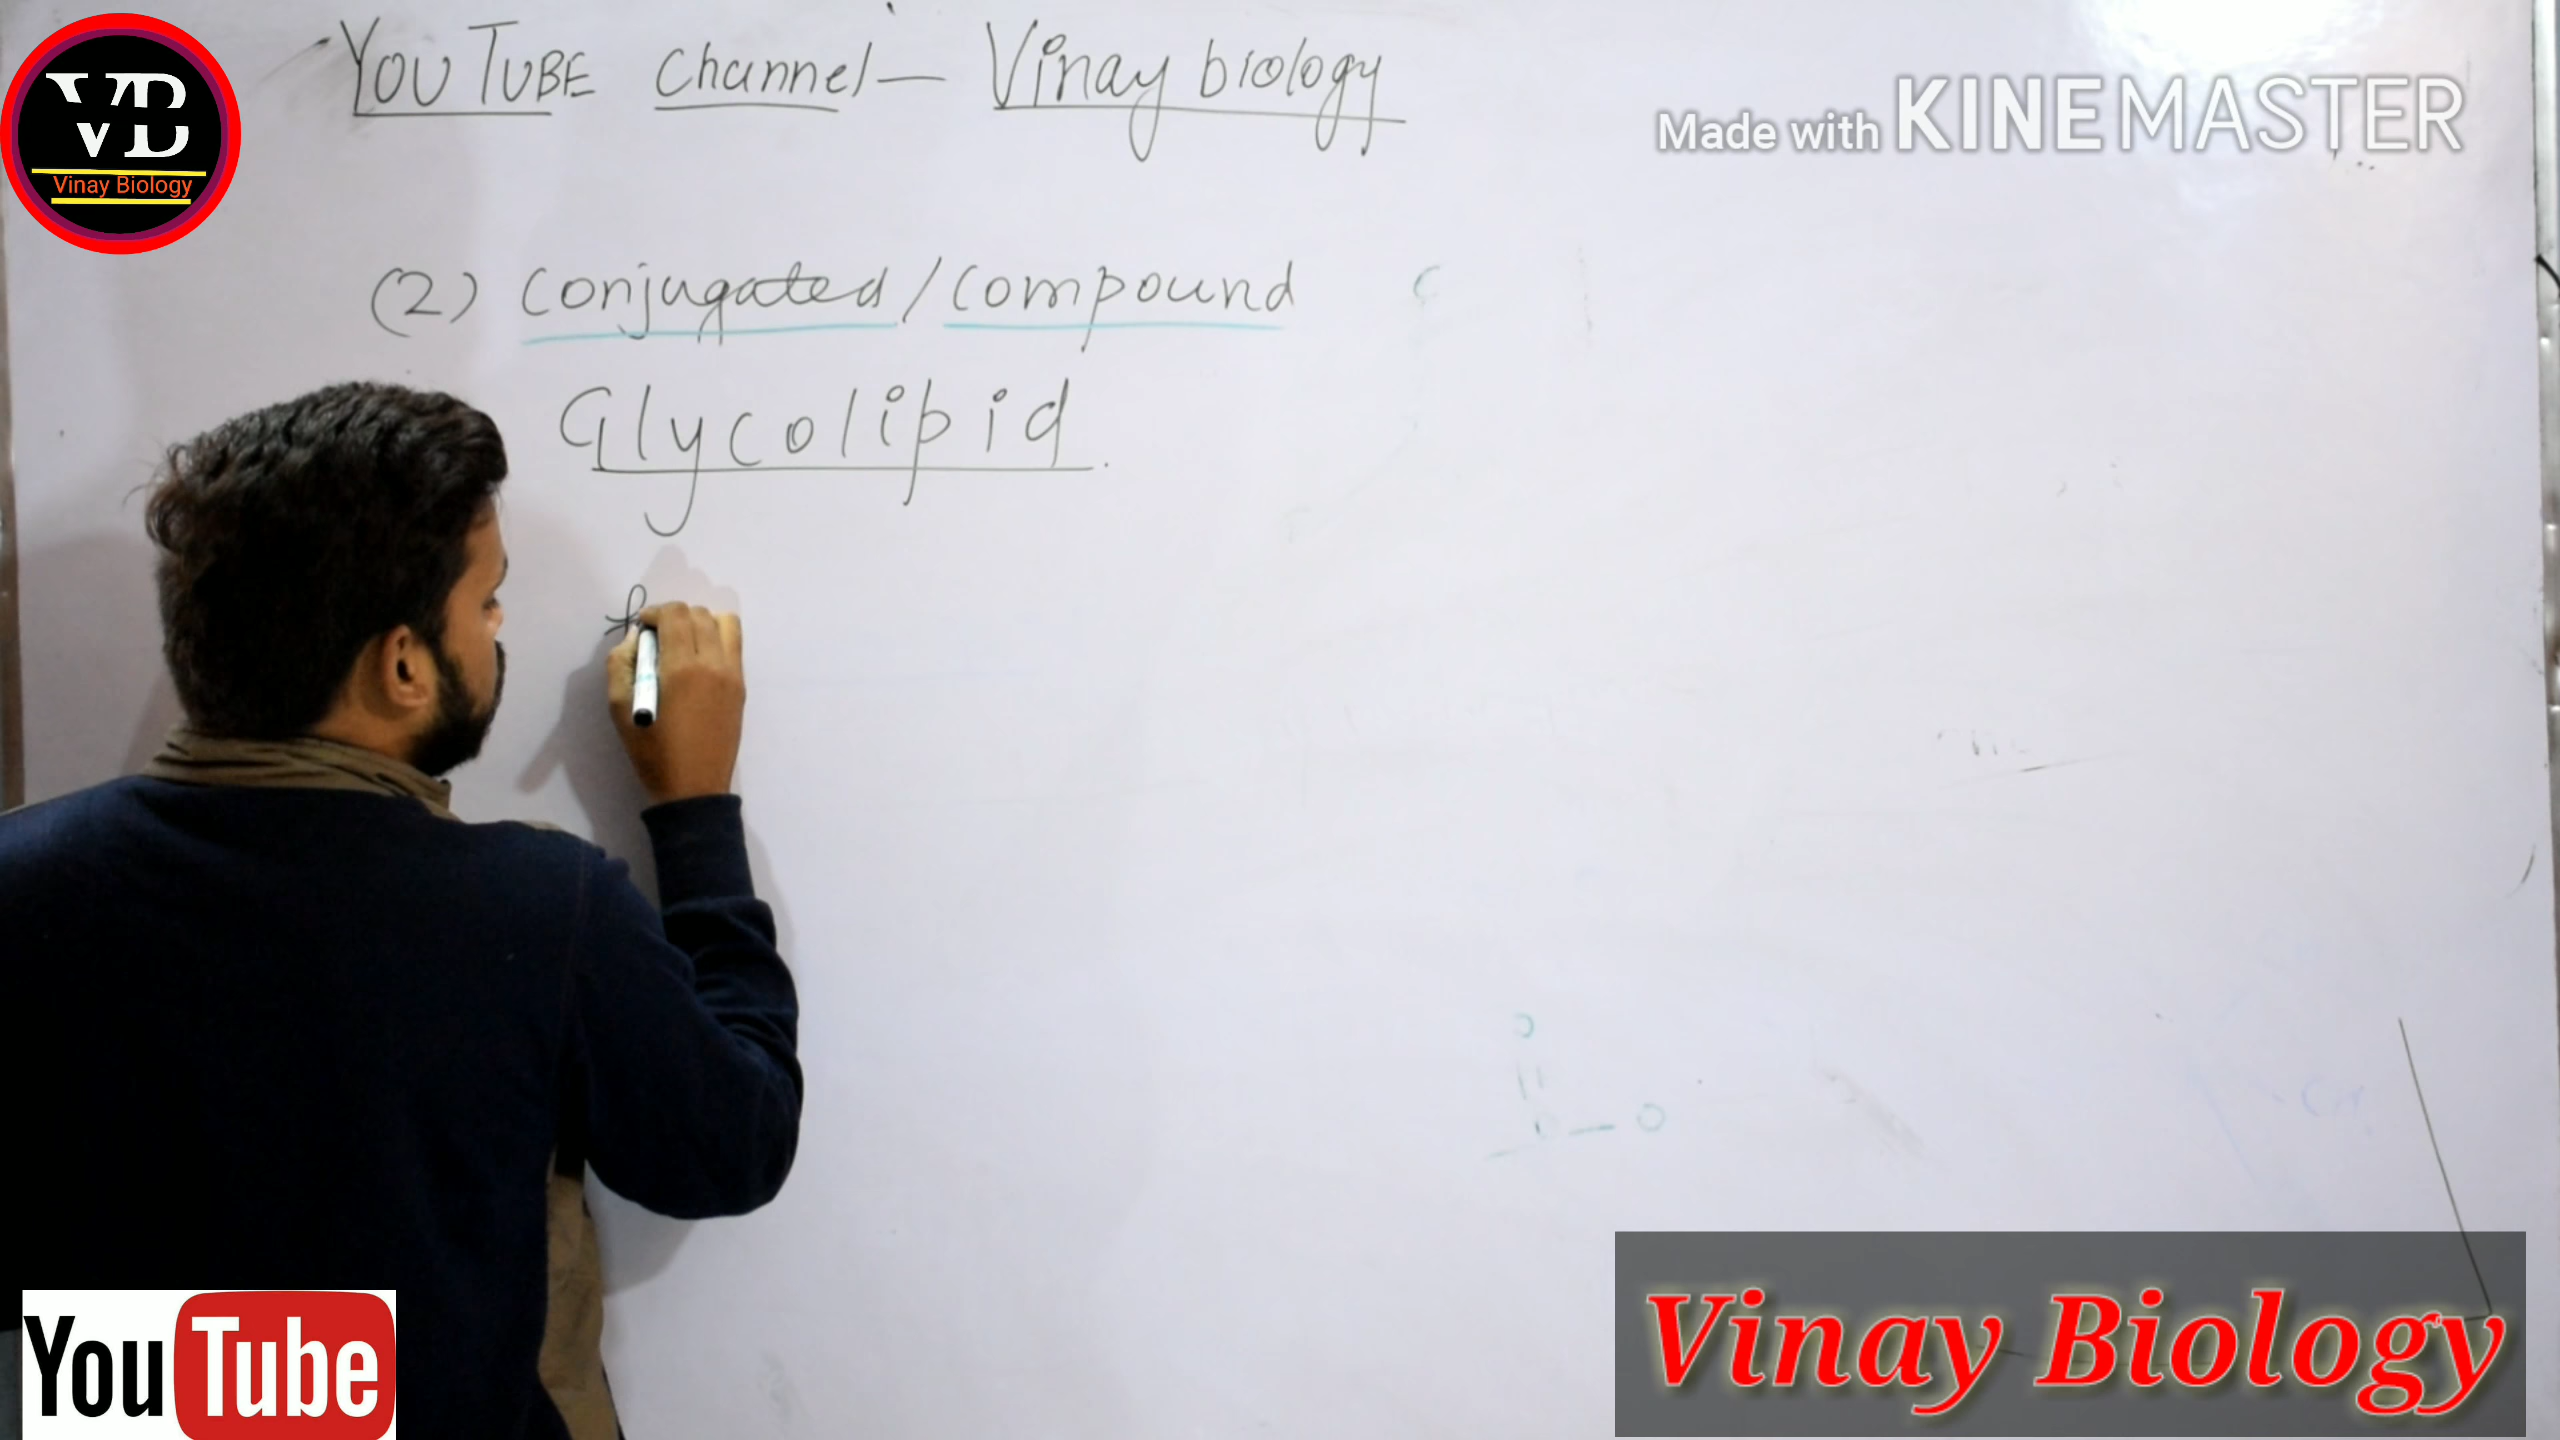 YOUTUBE Channel— Vinay biology
VB
Vinay Biology
Made with KINEMASTER
(2) Conjugated/Compound
Glycolipid.
f
O
O
YouTube
Vinay Biology